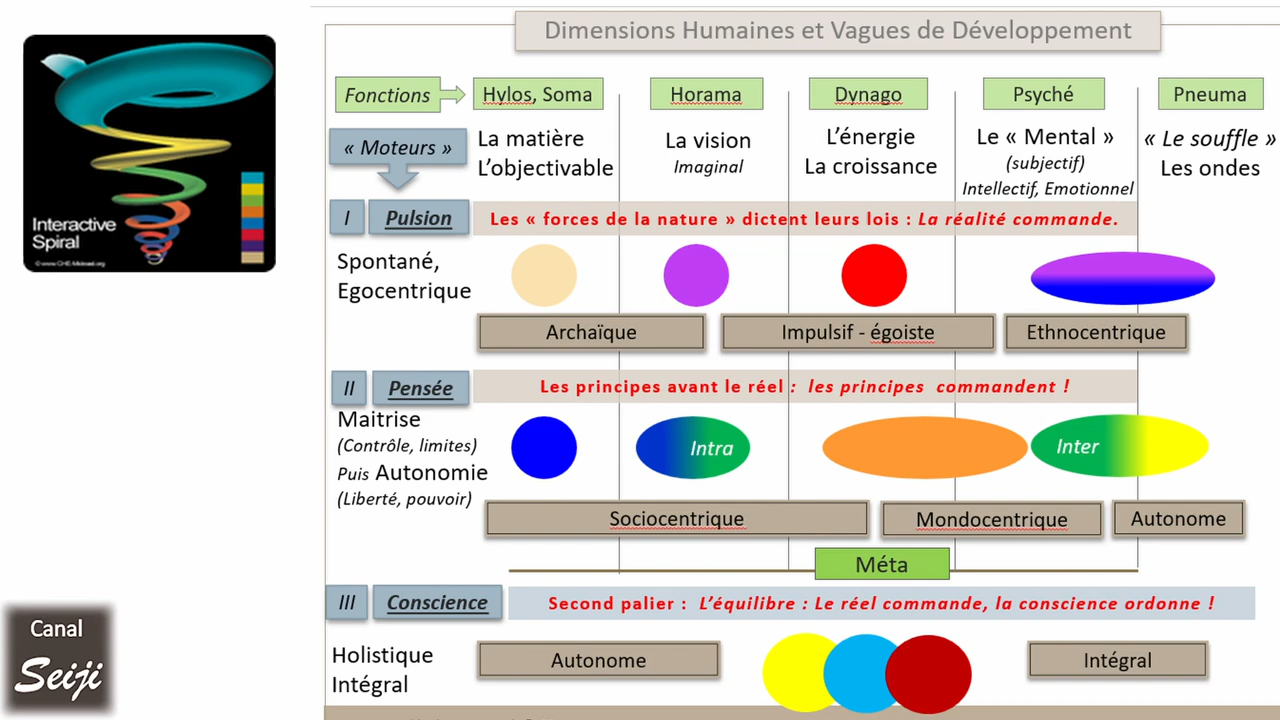 Dimensions Humaines et Vagues de Développement
Fonctions
Hylos, Soma
Horama
Dynago
Psyché
Pneuma
« Moteurs »
La matière
L'objectivable
La vision
Imaginal
L'énergie
La croissance
Le « Mental »
(subjectif)
Intellectif, Emotionnel
« Le souffle »
Les ondes
I
Pulsion
Les « forces de la nature » dictent leurs lois : La réalité commande.
Spontané,
Egocentrique
Archaïque
Impulsif - égoiste
Ethnocentrique
II
Pensée
Les principes avant le réel : les principes commandent !
Maitrise
(Contrôle, limites)
Puis Autonomie
(Liberté, pouvoir)
Intra
Inter
Sociocentrique
Mondocentrique
Autonome
Méta
III
Conscience
Second palier : L'équilibre : Le réel commande, la conscience ordonne !
Holistique
Intégral
Autonome
Intégral
Interactive
Spiral
Canal
Seiji